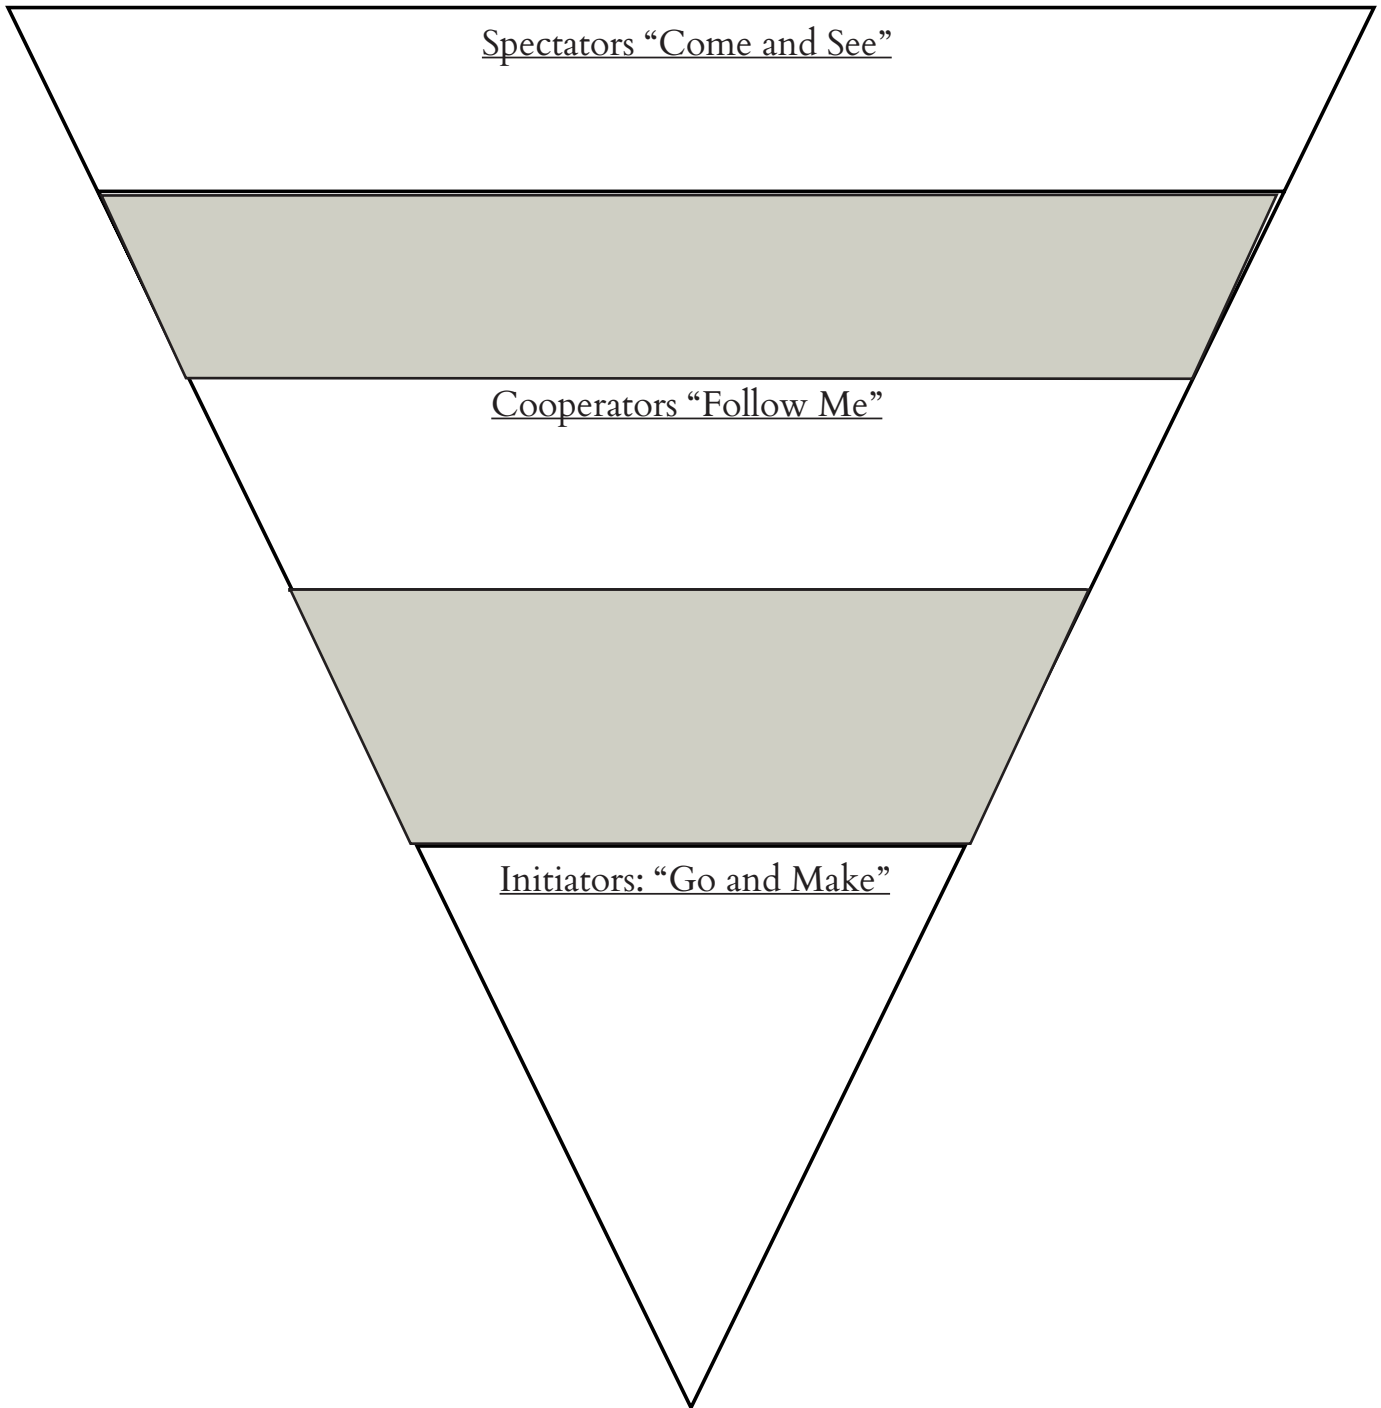 Spectators “Come and See”
Cooperators “Follow Me”
Initiators: “Go and Make”